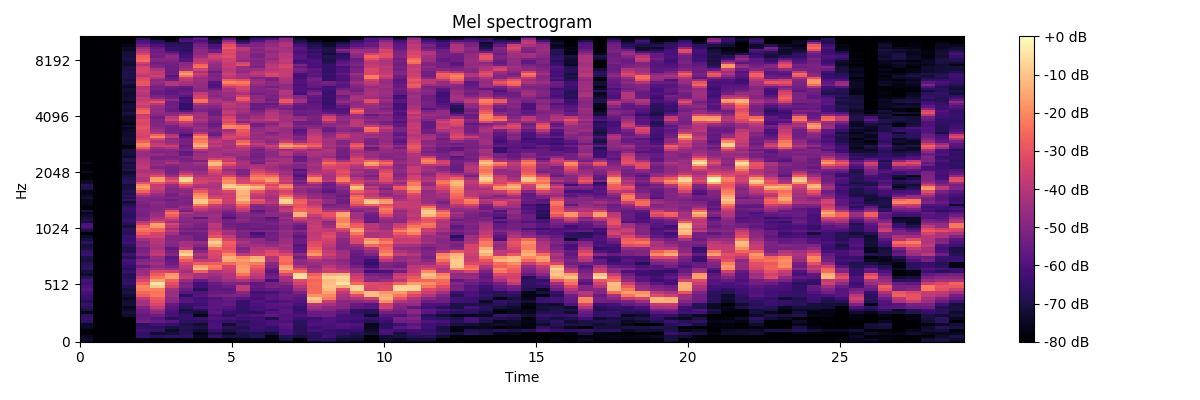 Mel spectrogram
8192
4096
2048
1024
512
0
Hz
0 5 10 15 20 25
Time
+0 dB
-10 dB
-20 dB
-30 dB
-40 dB
-50 dB
-60 dB
-70 dB
-80 dB